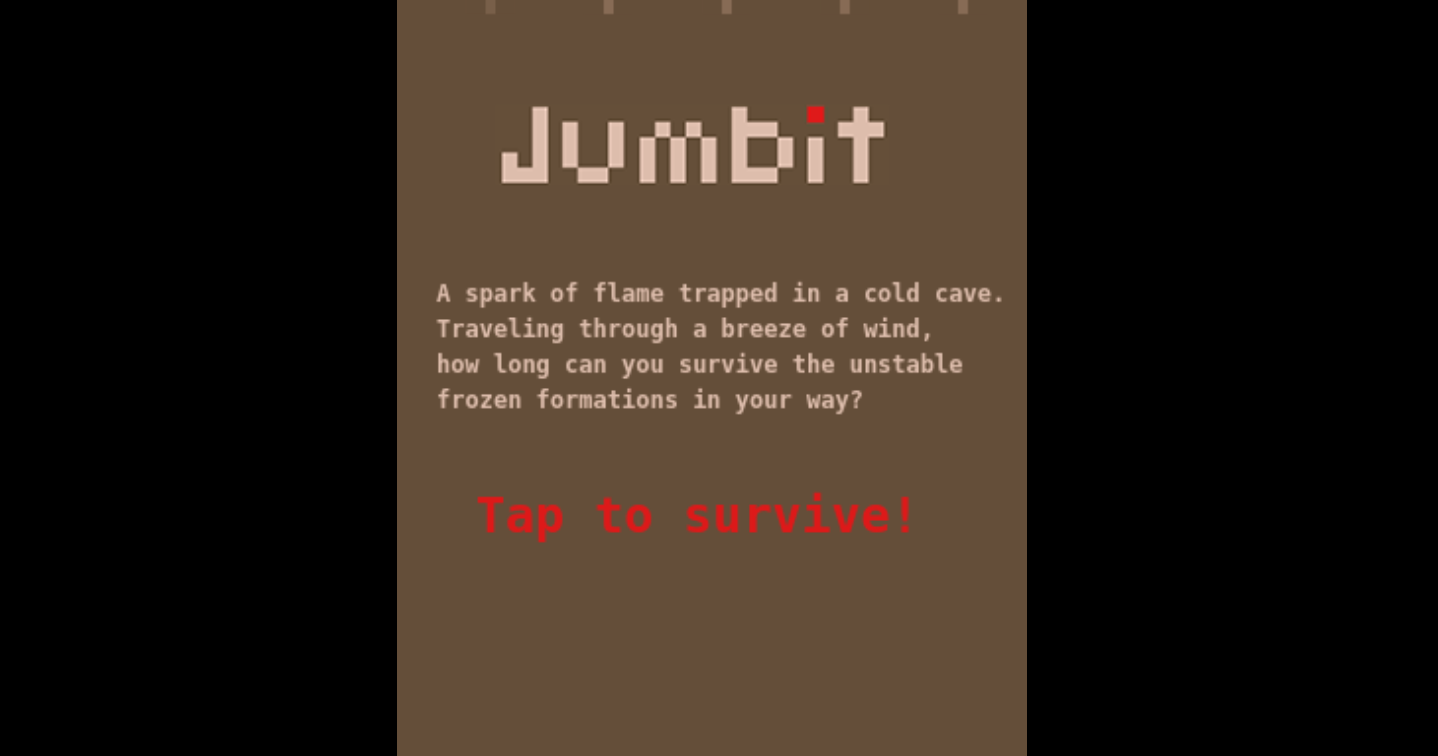 Jumbit
A spark of flame trapped in a cold cave.
Traveling through a breeze of wind,
how long can you survive the unstable
frozen formations in your way?
Tap to survive!